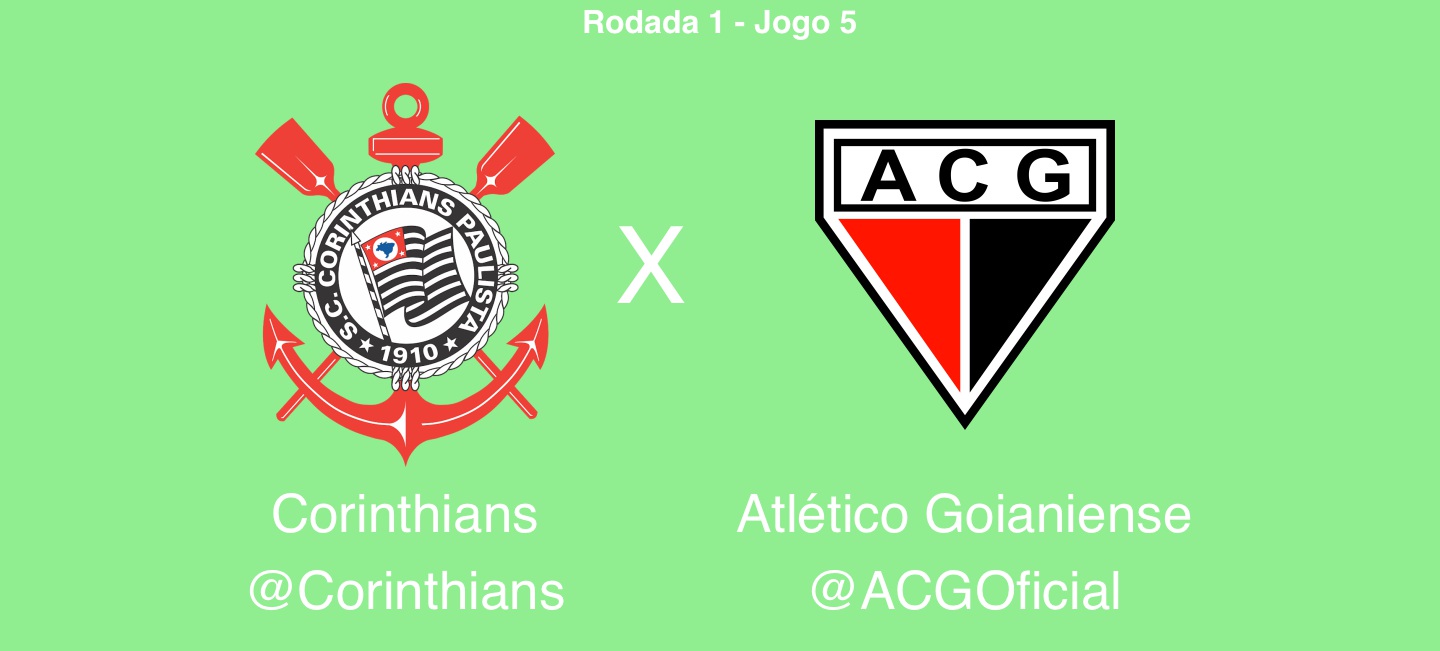 Rodada 1 - Jogo 5
S.C. CORINTHIANS PAULISTA
1910
X
A C G
Corinthians
Atlético Goianiense
@Corinthians
@ACGOficial